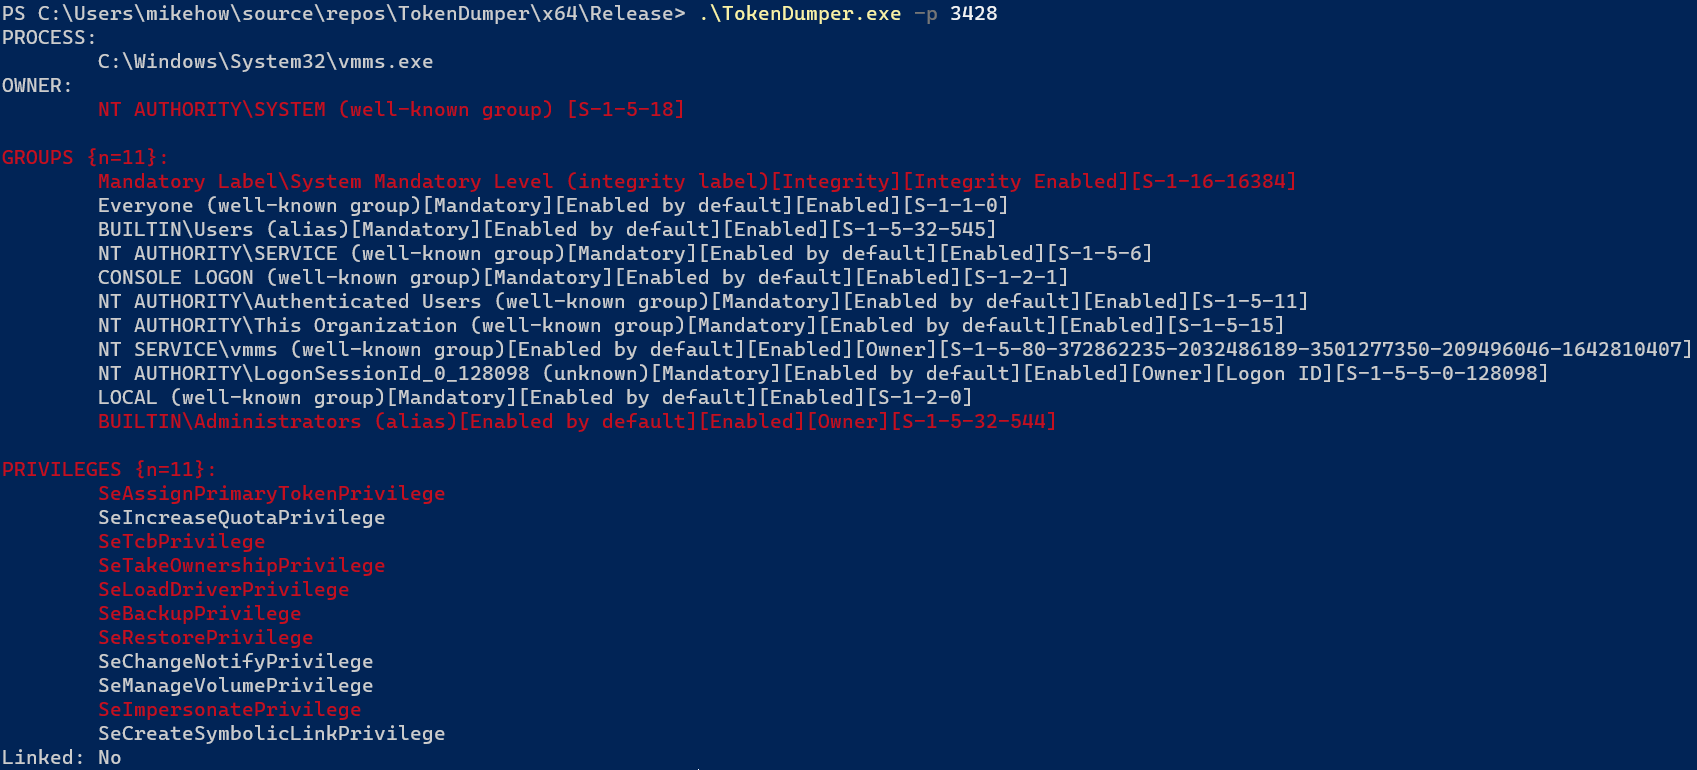 PS C:\Users\mikehow\source\repos\TokenDumper\x64\Release> .\TokenDumper.exe -p 3428
PROCESS:
C:\Windows\System32\vmms.exe
OWNER:
NT AUTHORITY\SYSTEM (well-known group) [S-1-5-18]
GROUPS {n=11}:
Mandatory Label\System Mandatory Level (integrity label)[Integrity][Integrity Enabled][S-1-16-16384]
Everyone (well-known group)[Mandatory][Enabled by default][Enabled][S-1-1-0]
BUILTIN\Users (alias)[Mandatory][Enabled by default][Enabled][S-1-5-32-545]
NT AUTHORITY\SERVICE (well-known group)[Mandatory][Enabled by default][Enabled][S-1-5-6]
CONSOLE LOGON (well-known group)[Mandatory][Enabled by default][Enabled][S-1-2-1]
NT AUTHORITY\Authenticated Users (well-known group)[Mandatory][Enabled by default][Enabled][S-1-5-11]
NT AUTHORITY\This Organization (well-known group)[Mandatory][Enabled by default][Enabled][S-1-5-15]
NT SERVICE\vmms (well-known group)[Enabled by default][Enabled][Owner][S-1-5-80-372862235-2032486189-3501277350-209496046-1642810407]
NT AUTHORITY\LogonSessionId_0_128098 (unknown)[Mandatory][Enabled by default][Enabled][Owner][Logon ID][S-1-5-5-0-128098]
LOCAL (well-known group)[Mandatory][Enabled by default][Enabled][S-1-2-0]
BUILTIN\Administrators (alias)[Enabled by default][Enabled][Owner][S-1-5-32-544]
PRIVILEGES {n=11}:
SeAssignPrimaryTokenPrivilege
SeIncreaseQuotaPrivilege
SeTcbPrivilege
SeTakeOwnershipPrivilege
SeLoadDriverPrivilege
SeBackupPrivilege
SeRestorePrivilege
SeChangeNotifyPrivilege
SeManageVolumePrivilege
SeImpersonatePrivilege
SeCreateSymbolicLinkPrivilege
Linked: No